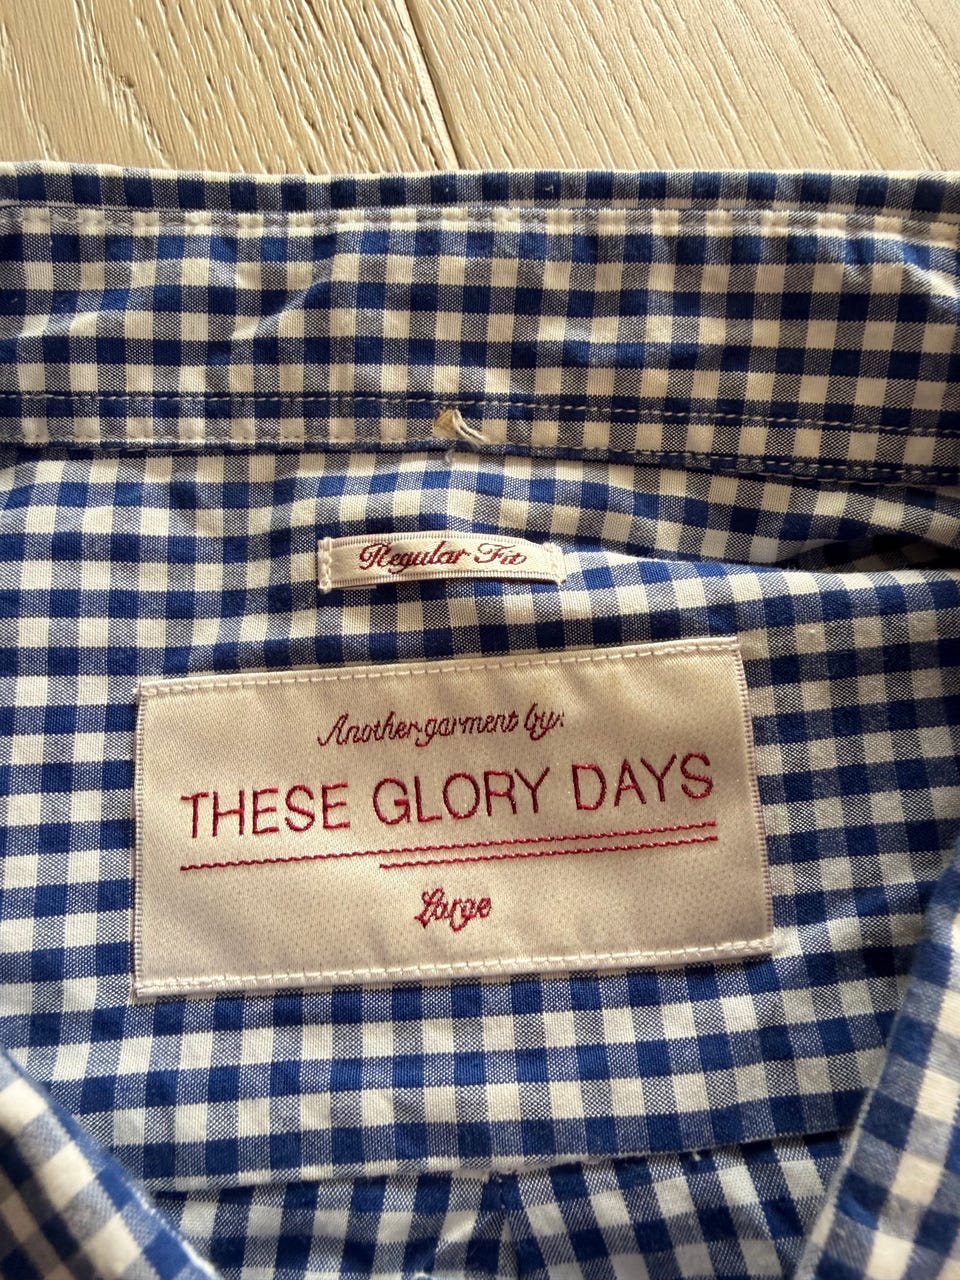 Regular Fit
Another garment by:
THESE GLORY DAYS
Large